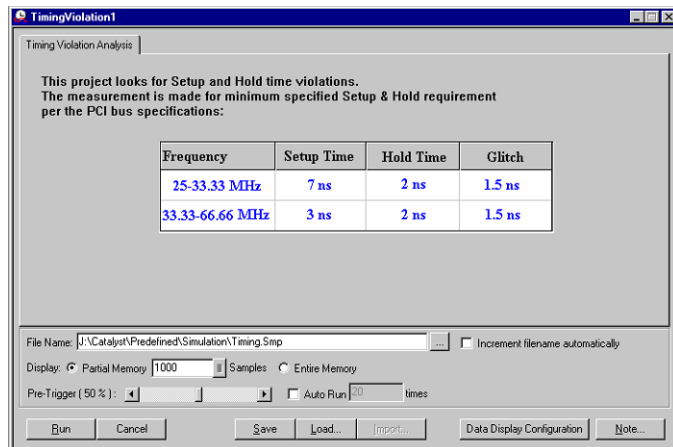 TimingViolation1
Timing Violation Analysis
This project looks for Setup and Hold time violations.
The measurement is made for minimum specified Setup & Hold requirement
per the PCI bus specifications:
Frequency Setup Time Hold Time Glitch
25-33.33 MHz 7 ns 2 ns 1.5 ns
33.33-66.66 MHz 3 ns 2 ns 1.5 ns
File Name: J:\Catalyst\Predefined\Simulation\Timing.Smp ... Increment filename automatically
Display: Partial Memory 1000 Samples Entire Memory
Pre-Trigger ( 50 % ) : Auto Run 20 times
Run Cancel Save Load... Import... Data Display Configuration Note...